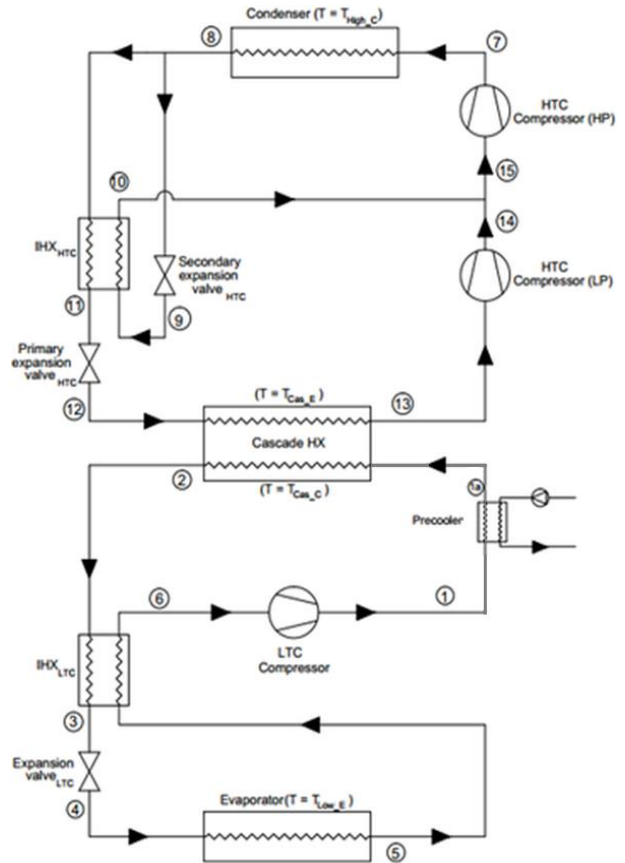 Condenser (T = T_High_C)
8
7
HTC
Compressor (HP)
15
10
14
IHX_HTC
Secondary
expansion
valve_HTC
HTC
Compressor (LP)
11
9
Primary
expansion
valve_HTC
(T = T_Cas_E)
12
13
Cascade HX
2
(T = T_Cas_C)
1a
Precooler
6
1
LTC
Compressor
IHX_LTC
3
Expansion
valve_LTC
Evaporator(T = T_Low_E)
4
5